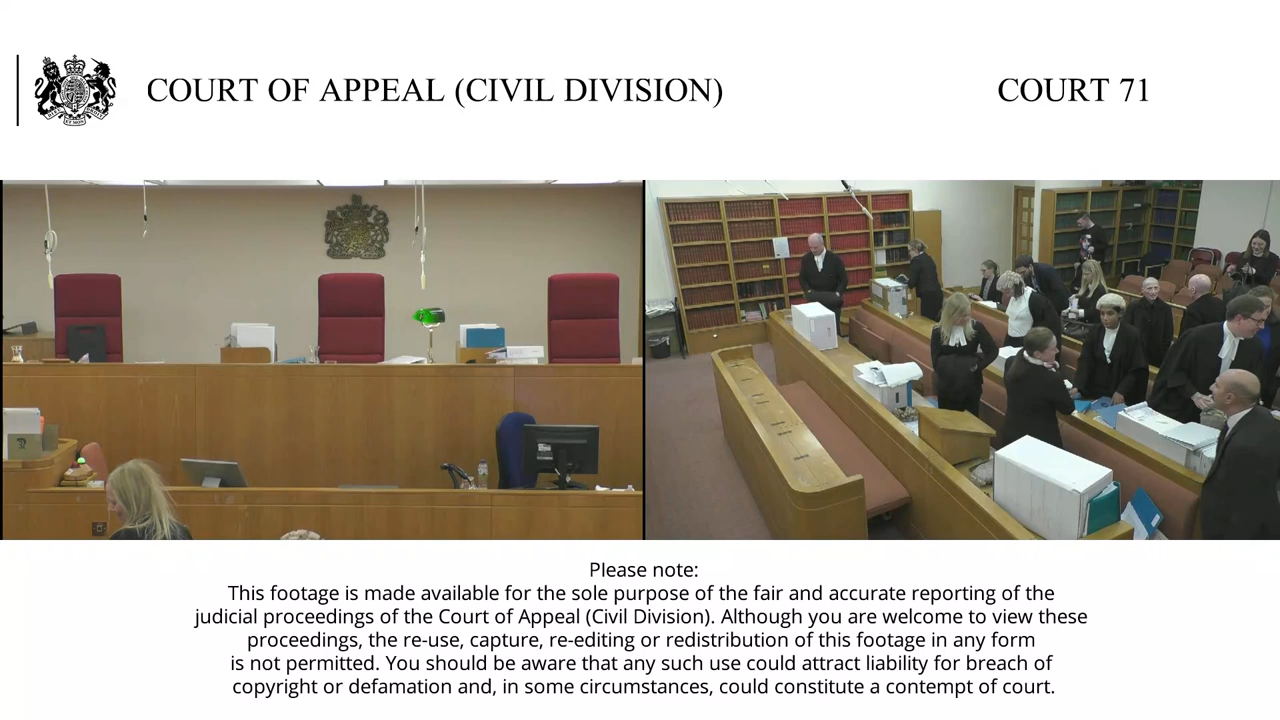 COURT OF APPEAL (CIVIL DIVISION)
COURT 71
Please note:
This footage is made available for the sole purpose of the fair and accurate reporting of the
judicial proceedings of the Court of Appeal (Civil Division). Although you are welcome to view these
proceedings, the re-use, capture, re-editing or redistribution of this footage in any form
is not permitted. You should be aware that any such use could attract liability for breach of
copyright or defamation and, in some circumstances, could constitute a contempt of court.